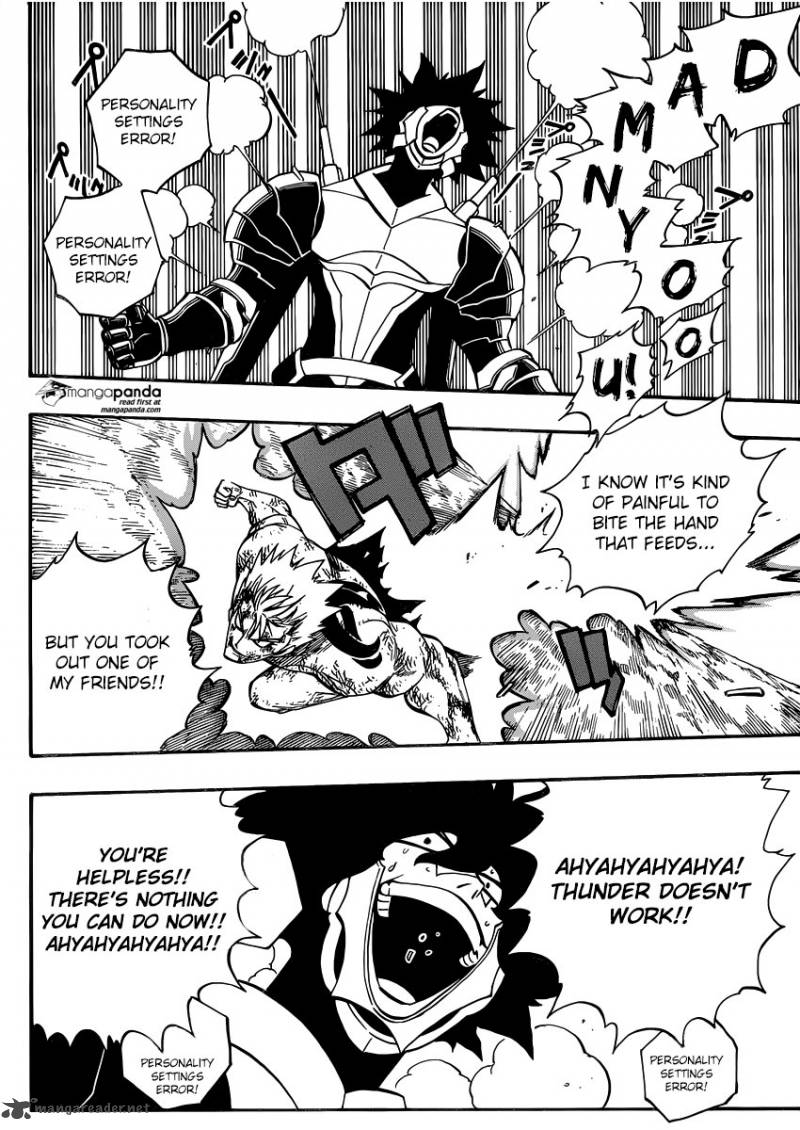 D
A
M
N
Y
O
O
U!
PERSONALITY
SETTINGS
ERROR!
PERSONALITY
SETTINGS
ERROR!
mangapanda
read first at
mangapanda.com
I KNOW IT'S KIND
OF PAINFUL TO
BITE THE HAND
THAT FEEDS...
ダッ
BUT YOU TOOK
OUT ONE OF
MY FRIENDS!!
AHYAHYAHYAHYA!
THUNDER DOESN'T
WORK!!
YOU'RE
HELPLESS!!
THERE'S NOTHING
YOU CAN DO NOW!!
AHYAHYAHYAHYA!!
PERSONALITY
SETTINGS
ERROR!
PERSONALITY
SETTINGS
ERROR!
mangareader.net